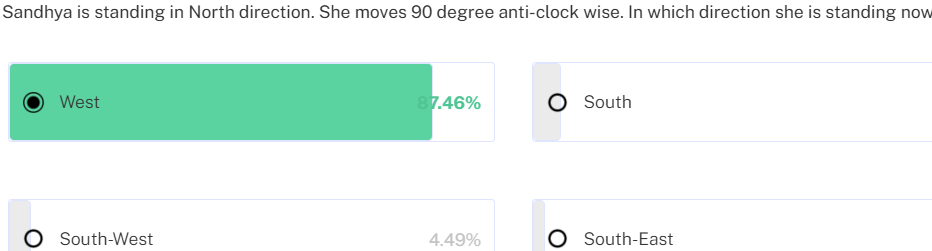 Sandhya is standing in North direction. She moves 90 degree anti-clock wise. In which direction she is standing now
West 87.46% South
South-West 4.49% South-East